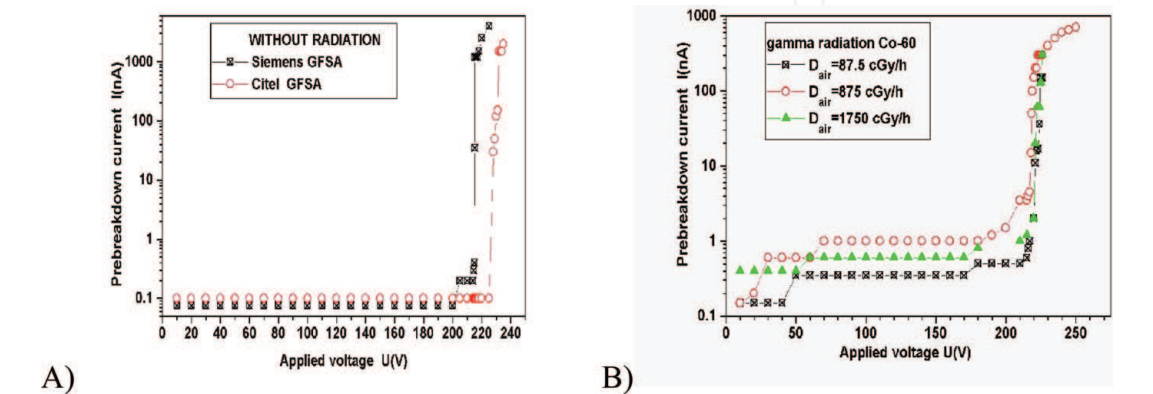 WITHOUT RADIATION
Siemens GFSA
Citel GFSA
Prebreakdown current I(nA)
1000
100
10
1
0.1
0 20 40 60 80 100 120 140 160 180 200 220 240
Applied voltage U(V)
A)
gamma radiation Co-60
Dair=87.5 cGy/h
Dair=875 cGy/h
Dair=1750 cGy/h
Prebreakdown current I(nA)
1000
100
10
1
0.1
0 50 100 150 200 250
Applied voltage U(V)
B)